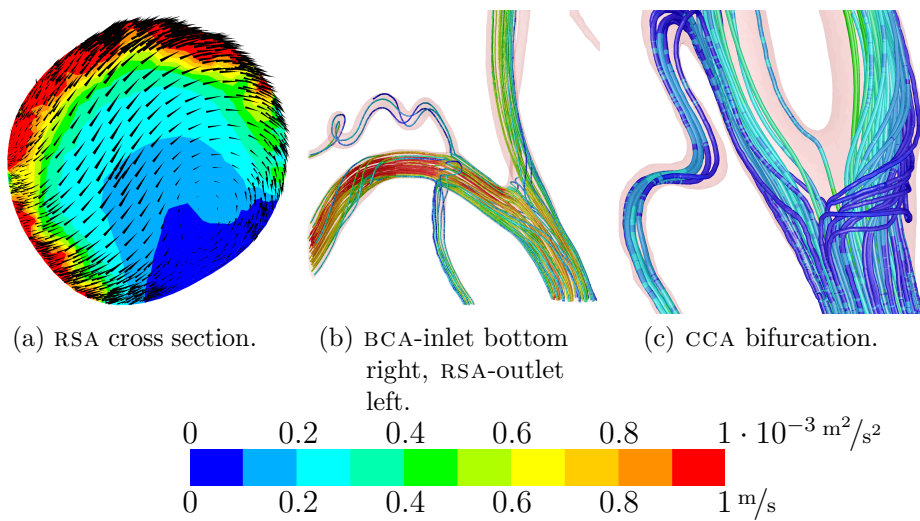 (a) RSA cross section.
(b) BCA-inlet bottom
right, RSA-outlet
left.
(c) CCA bifurcation.
0 0.2 0.4 0.6 0.8 1 · 10⁻³ m²/s²
0 0.2 0.4 0.6 0.8 1 m/s